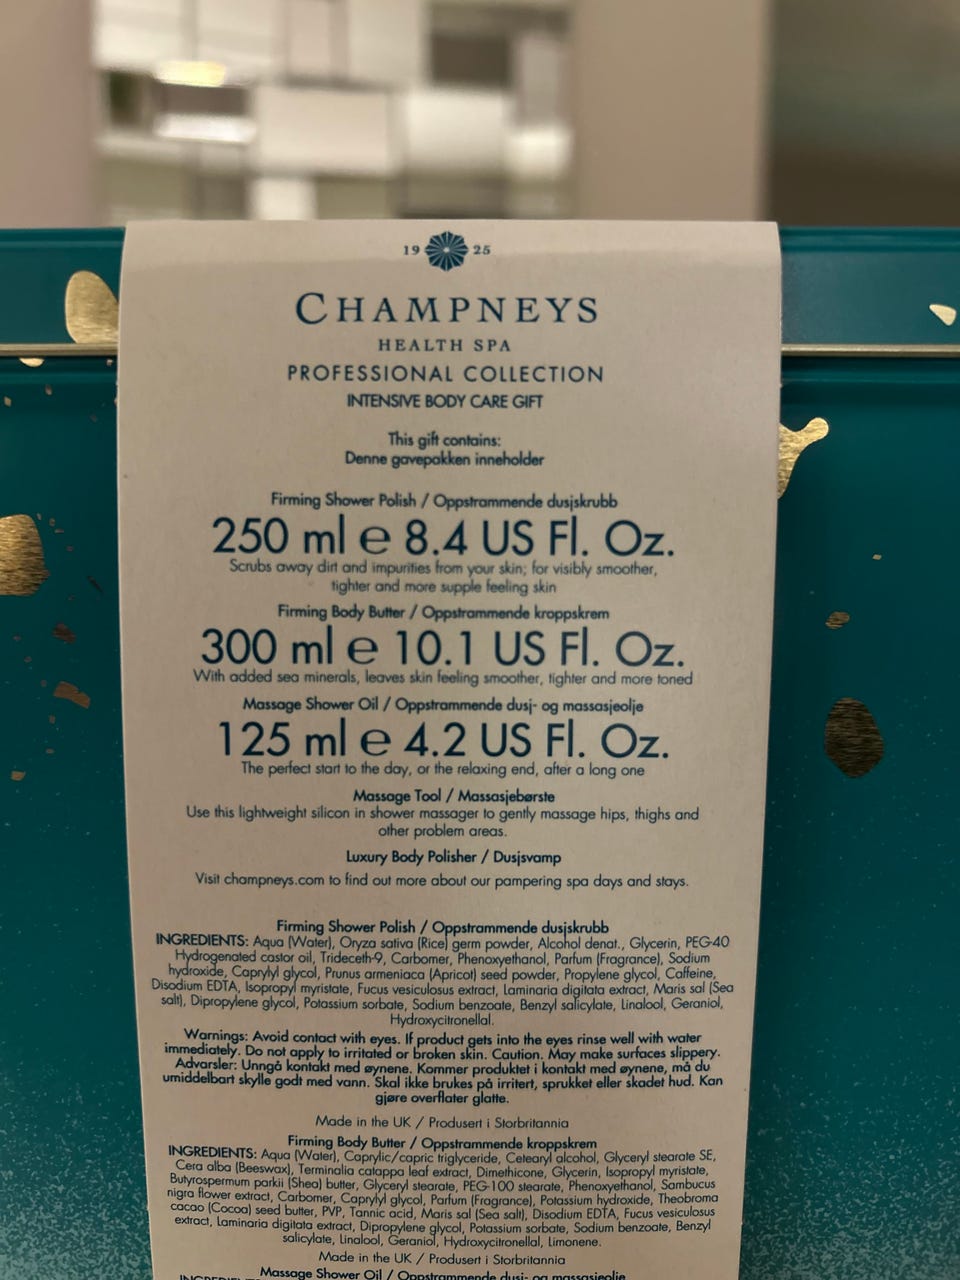 19 25
CHAMPNEYS
HEALTH SPA
PROFESSIONAL COLLECTION
INTENSIVE BODY CARE GIFT
This gift contains:
Denne gavepakken inneholder
Firming Shower Polish / Oppstrammende dusjskrubb
250 ml e 8.4 US Fl. Oz.
Scrubs away dirt and impurities from your skin; for visibly smoother,
tighter and more supple feeling skin
Firming Body Butter / Oppstrammende kroppskrem
300 ml e 10.1 US Fl. Oz.
With added sea minerals, leaves skin feeling smoother, tighter and more toned
Massage Shower Oil / Oppstrammende dusj- og massasjeolje
125 ml e 4.2 US Fl. Oz.
The perfect start to the day, or the relaxing end, after a long one
Massage Tool / Massasjebørste
Use this lightweight silicon in shower massager to gently massage hips, thighs and
other problem areas.
Luxury Body Polisher / Dusjsvamp
Visit champneys.com to find out more about our pampering spa days and stays.
Firming Shower Polish / Oppstrammende dusjskrubb
INGREDIENTS: Aqua (Water), Oryza sativa (Rice) germ powder, Alcohol denat., Glycerin, PEG-40
Hydrogenated castor oil, Trideceth-9, Carbomer, Phenoxyethanol, Parfum (Fragrance), Sodium
hydroxide, Caprylyl glycol, Prunus armeniaca (Apricot) seed powder, Propylene glycol, Caffeine,
Disodium EDTA, Isopropyl myristate, Fucus vesiculosus extract, Laminaria digitata extract, Maris sal (Sea
salt), Dipropylene glycol, Potassium sorbate, Sodium benzoate, Benzyl salicylate, Linalool, Geraniol,
Hydroxycitronellal.
Warnings: Avoid contact with eyes. If product gets into the eyes rinse well with water
immediately. Do not apply to irritated or broken skin. Caution. May make surfaces slippery.
Advarsler: Unngå kontakt med øynene. Kommer produktet i kontakt med øynene, må du
umiddelbart skylle godt med vann. Skal ikke brukes på irritert, sprukket eller skadet hud. Kan
gjøre overflater glatte.
Made in the UK / Produsert i Storbritannia
Firming Body Butter / Oppstrammende kroppskrem
INGREDIENTS: Aqua (Water), Caprylic/capric triglyceride, Cetearyl alcohol, Glyceryl stearate SE,
Cera alba (Beeswax), Terminalia catappa leaf extract, Dimethicone, Glycerin, Isopropyl myristate,
Butyrospermum parkii (Shea) butter, Glyceryl stearate, PEG-100 stearate, Phenoxyethanol, Sambucus
nigra flower extract, Carbomer, Caprylyl glycol, Parfum (Fragrance), Potassium hydroxide, Theobroma
cacao (Cocoa) seed butter, PVP, Tannic acid, Maris sal (Sea salt), Disodium EDTA, Fucus vesiculosus
extract, Laminaria digitata extract, Dipropylene glycol, Potassium sorbate, Sodium benzoate, Benzyl
salicylate, Linalool, Geraniol, Hydroxycitronellal, Limonene.
Made in the UK / Produsert i Storbritannia
Massage Shower Oil / Oppstrammende dusj- og massasjeolje